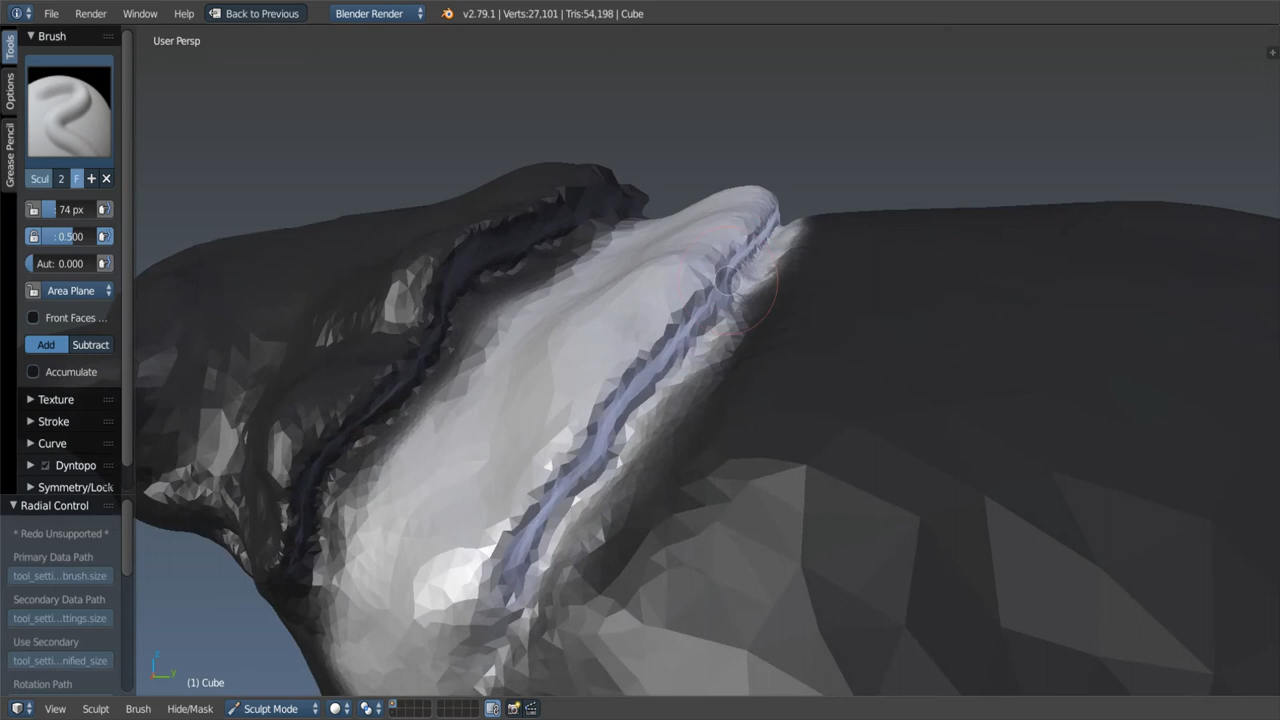 File Render Window Help Back to Previous Blender Render v2.79.1 | Verts:27,101 | Tris:54,198 | Cube
Tools
Options
Grease Pencil
Brush
User Persp
Scul 2 F
: 74 px
: 0.500
Aut: 0.000
Area Plane
Front Faces ...
Add Subtract
Accumulate
Texture
Stroke
Curve
Dyntopo
Symmetry/Lock
Radial Control
* Redo Unsupported *
Primary Data Path
tool_setti...brush.size
Secondary Data Path
tool_setti...ttings.size
Use Secondary
tool_setti...nified_size
Rotation Path
z
y
(1) Cube
View Sculpt Brush Hide/Mask Sculpt Mode